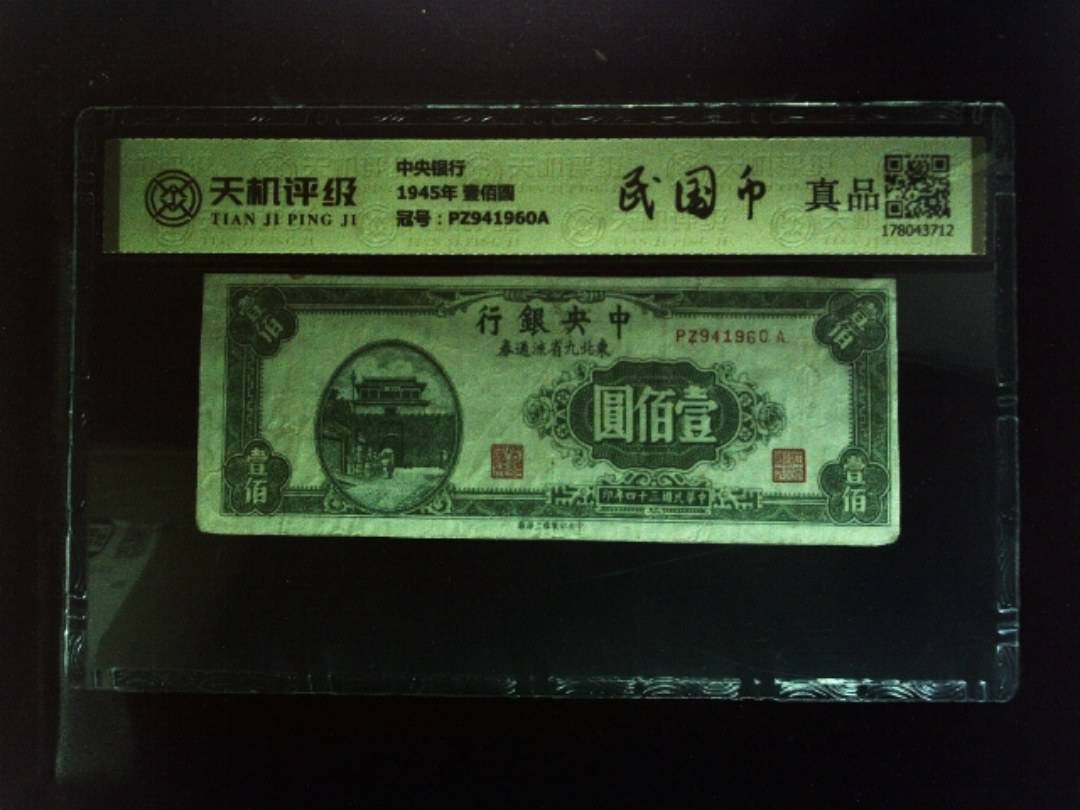 天机评级
TIAN JI PING JI
中央银行
1945年 壹佰圆
冠号：PZ941960A
民国币
真品
178043712
壹佰
壹佰
行銀央中
PZ941960 A
券通流省九北東
圓佰壹
印年四十三國民華中
壹佰
壹佰